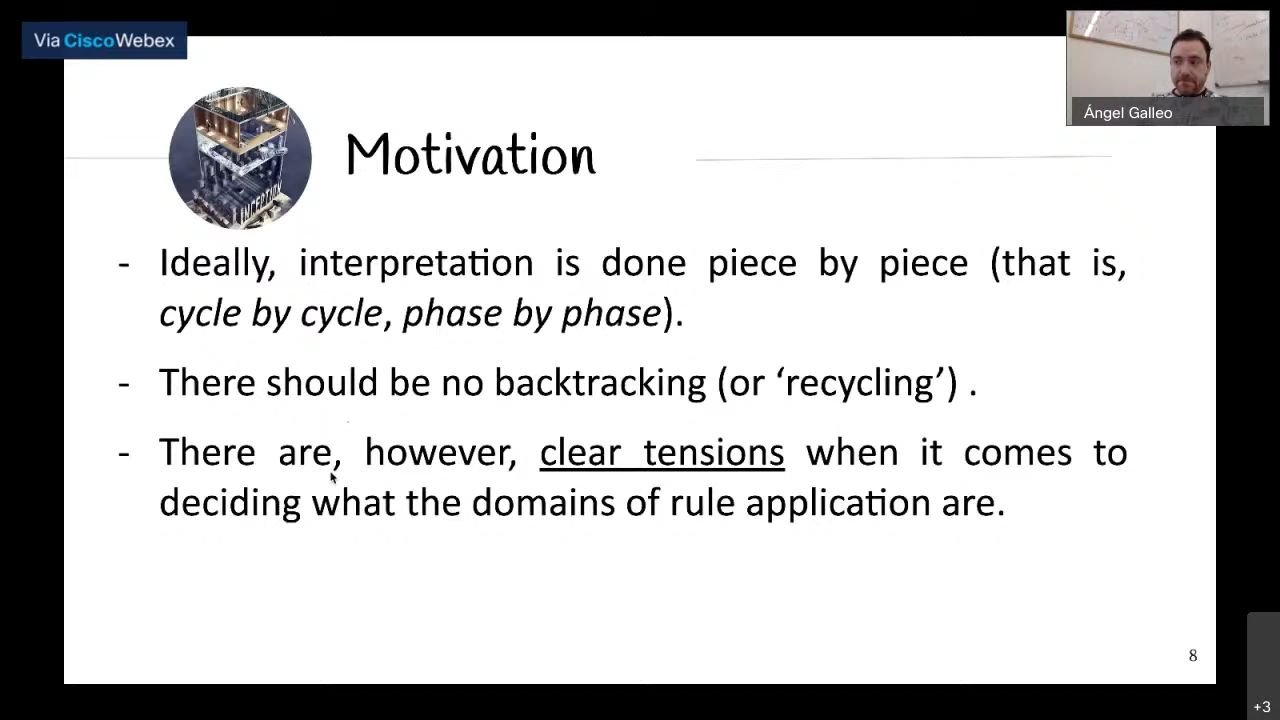 Via CiscoWebex
Ángel Galleo
INCEPTION
Motivation
- Ideally, interpretation is done piece by piece (that is,
cycle by cycle, phase by phase).
- There should be no backtracking (or ‘recycling’) .
- There are, however, clear tensions when it comes to
deciding what the domains of rule application are.
8
+3